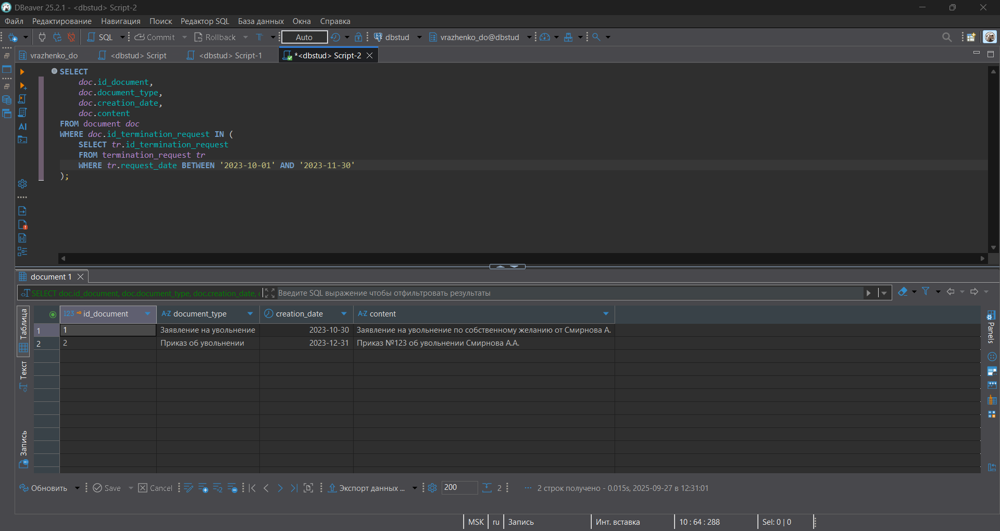 DBeaver 25.2.1 - <dbstud> Script-2
Файл Редактирование Навигация Поиск Редактор SQL База данных Окна Справка
SQL Commit Rollback T Auto dbstud vrazhenko_do@dbstud
vrazhenko_do <dbstud> Script <dbstud> Script-1 *<dbstud> Script-2
SELECT
doc.id_document,
doc.document_type,
doc.creation_date,
doc.content
FROM document doc
WHERE doc.id_termination_request IN (
SELECT tr.id_termination_request
FROM termination_request tr
WHERE tr.request_date BETWEEN '2023-10-01' AND '2023-11-30'
);
AI
document 1
SELECT doc.id_document, doc.document_type, doc.creation_date, Введите SQL выражение чтобы отфильтровать результаты
Таблица
Текст
Запись
123 id_document A-Z document_type creation_date A-Z content
1 1 Заявление на увольнение 2023-10-30 Заявление на увольнение по собственному желанию от Смирнова А.
2 2 Приказ об увольнении 2023-12-31 Приказ №123 об увольнении Смирнова А.А.
Panels
Обновить Save Cancel Экспорт данных ... 200 2 ··· 2 строк получено - 0.015s, 2025-09-27 в 12:31:01
MSK ru Запись Инт. вставка 10 : 64 : 288 Sel: 0 | 0